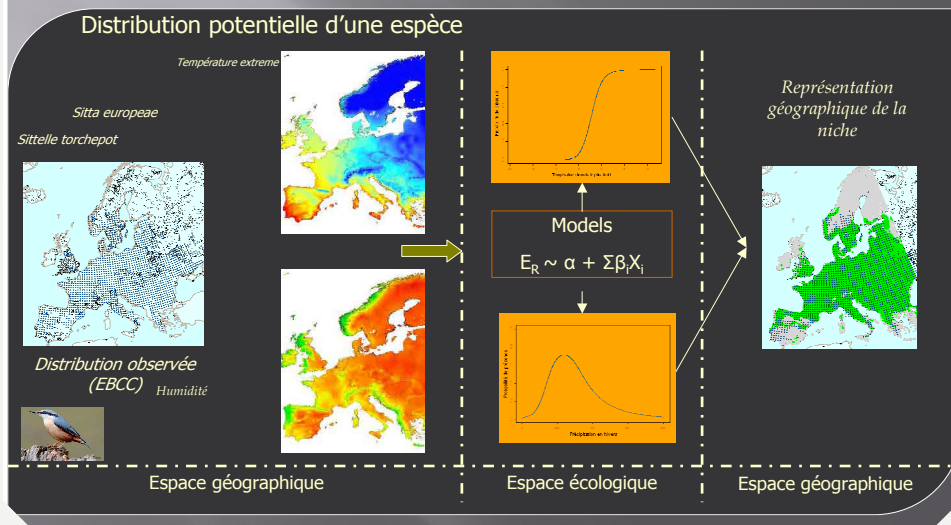 Distribution potentielle d'une espèce
Température extreme
Sitta europeae
Sittelle torchepot
Distribution observée
(EBCC)
Humidité
Models
E_R ~ α + Σβ_iX_i
Précipitation en hivers
Représentation
géographique de la
niche
Espace géographique
Espace écologique
Espace géographique